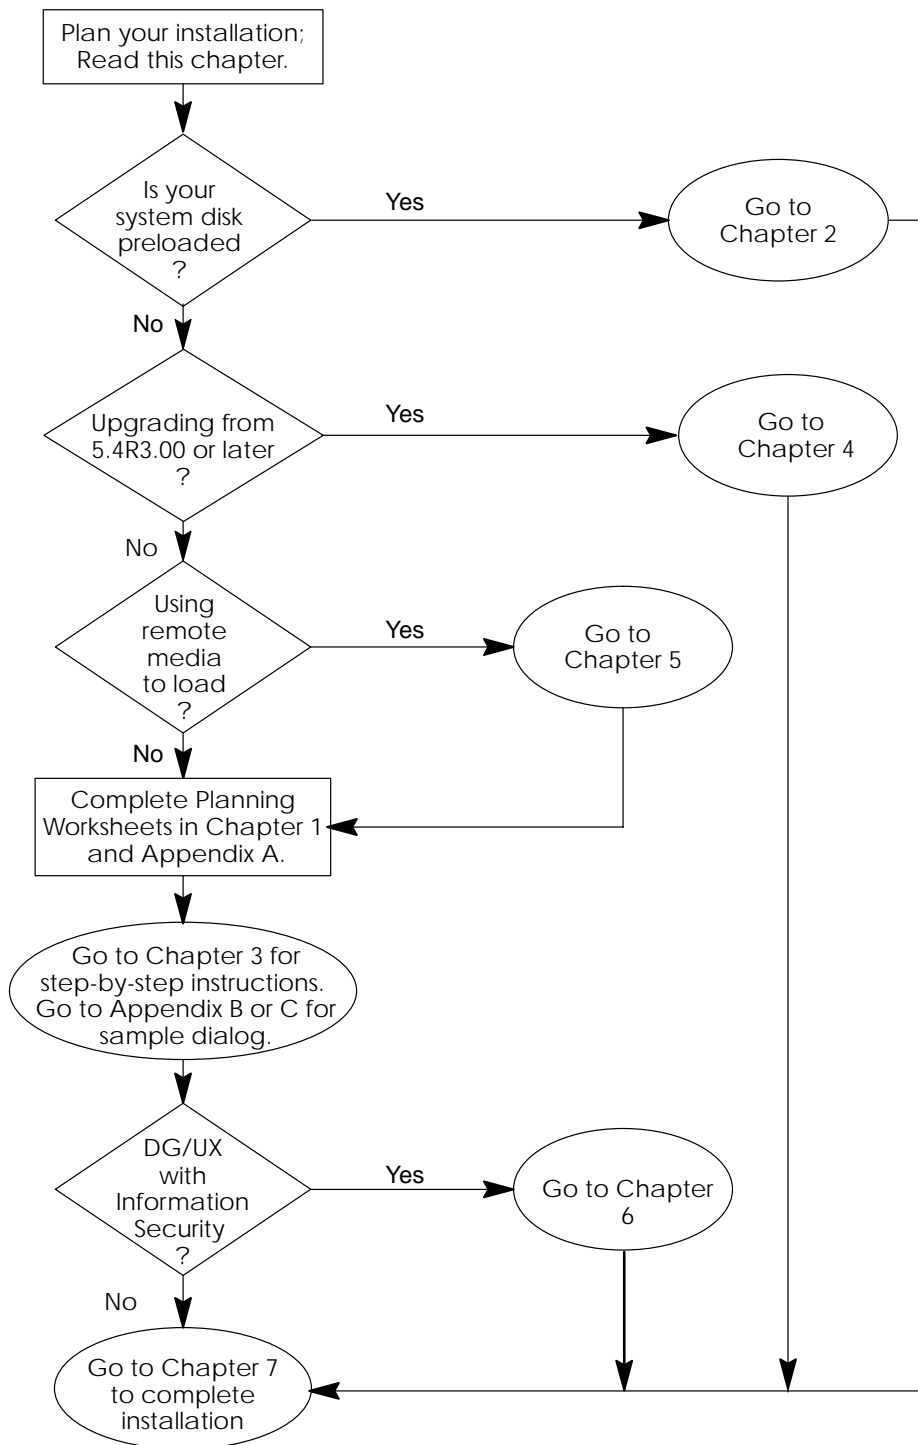 Plan your installation;
Read this chapter.
Is your
system disk
preloaded
?
Yes
Go to
Chapter 2
No
Upgrading from
5.4R3.00 or later
?
Yes
Go to
Chapter 4
No
Using
remote
media
to load
?
Yes
Go to
Chapter 5
No
Complete Planning
Worksheets in Chapter 1
and Appendix A.
Go to Chapter 3 for
step-by-step instructions.
Go to Appendix B or C for
sample dialog.
DG/UX
with
Information
Security
?
Yes
Go to Chapter
6
No
Go to Chapter 7
to complete
installation